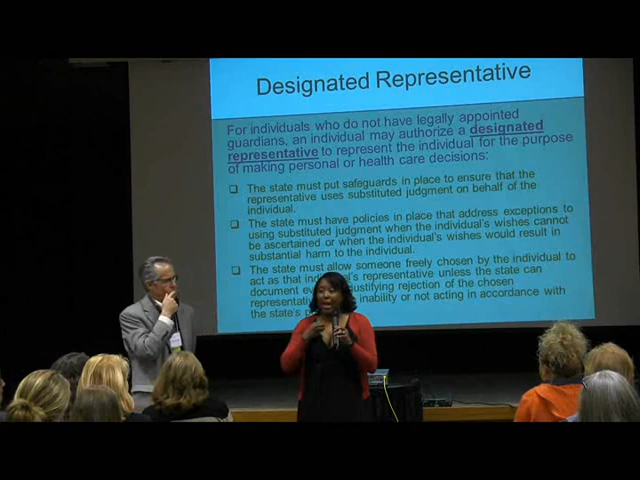 Designated Representative
For individuals who do not have legally appointed
guardians, an individual may authorize a designated
representative to represent the individual for the purpose
of making personal or health care decisions:
The state must put safeguards in place to ensure that the
representative uses substituted judgment on behalf of the
individual.
The state must have policies in place that address exceptions to
using substituted judgment when the individual's wishes cannot
be ascertained or when the individual's wishes would result in
substantial harm to the individual.
The state must allow someone freely chosen by the individual to
act as that individual's representative unless the state can
document justifying rejection of the chosen
inability or not acting in accordance with
the state's